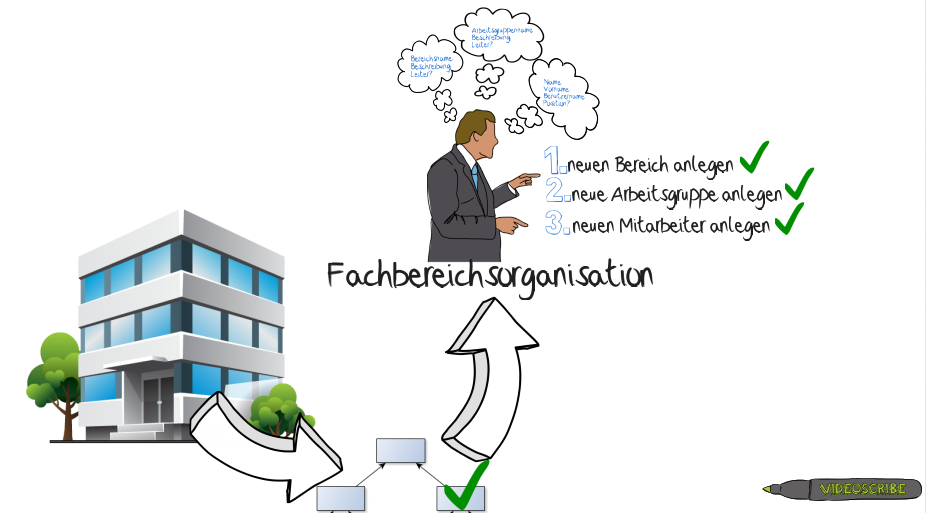 Arbeitsgruppenname
Beschreibung
Leiter?
Bereichsname
Beschreibung
Leiter?
Name
Vorname
Benutzername
Position?
1. neuen Bereich anlegen
2. neue Arbeitsgruppe anlegen
3. neuen Mitarbeiter anlegen
Fachbereichsorganisation
VIDEOSCRIBE